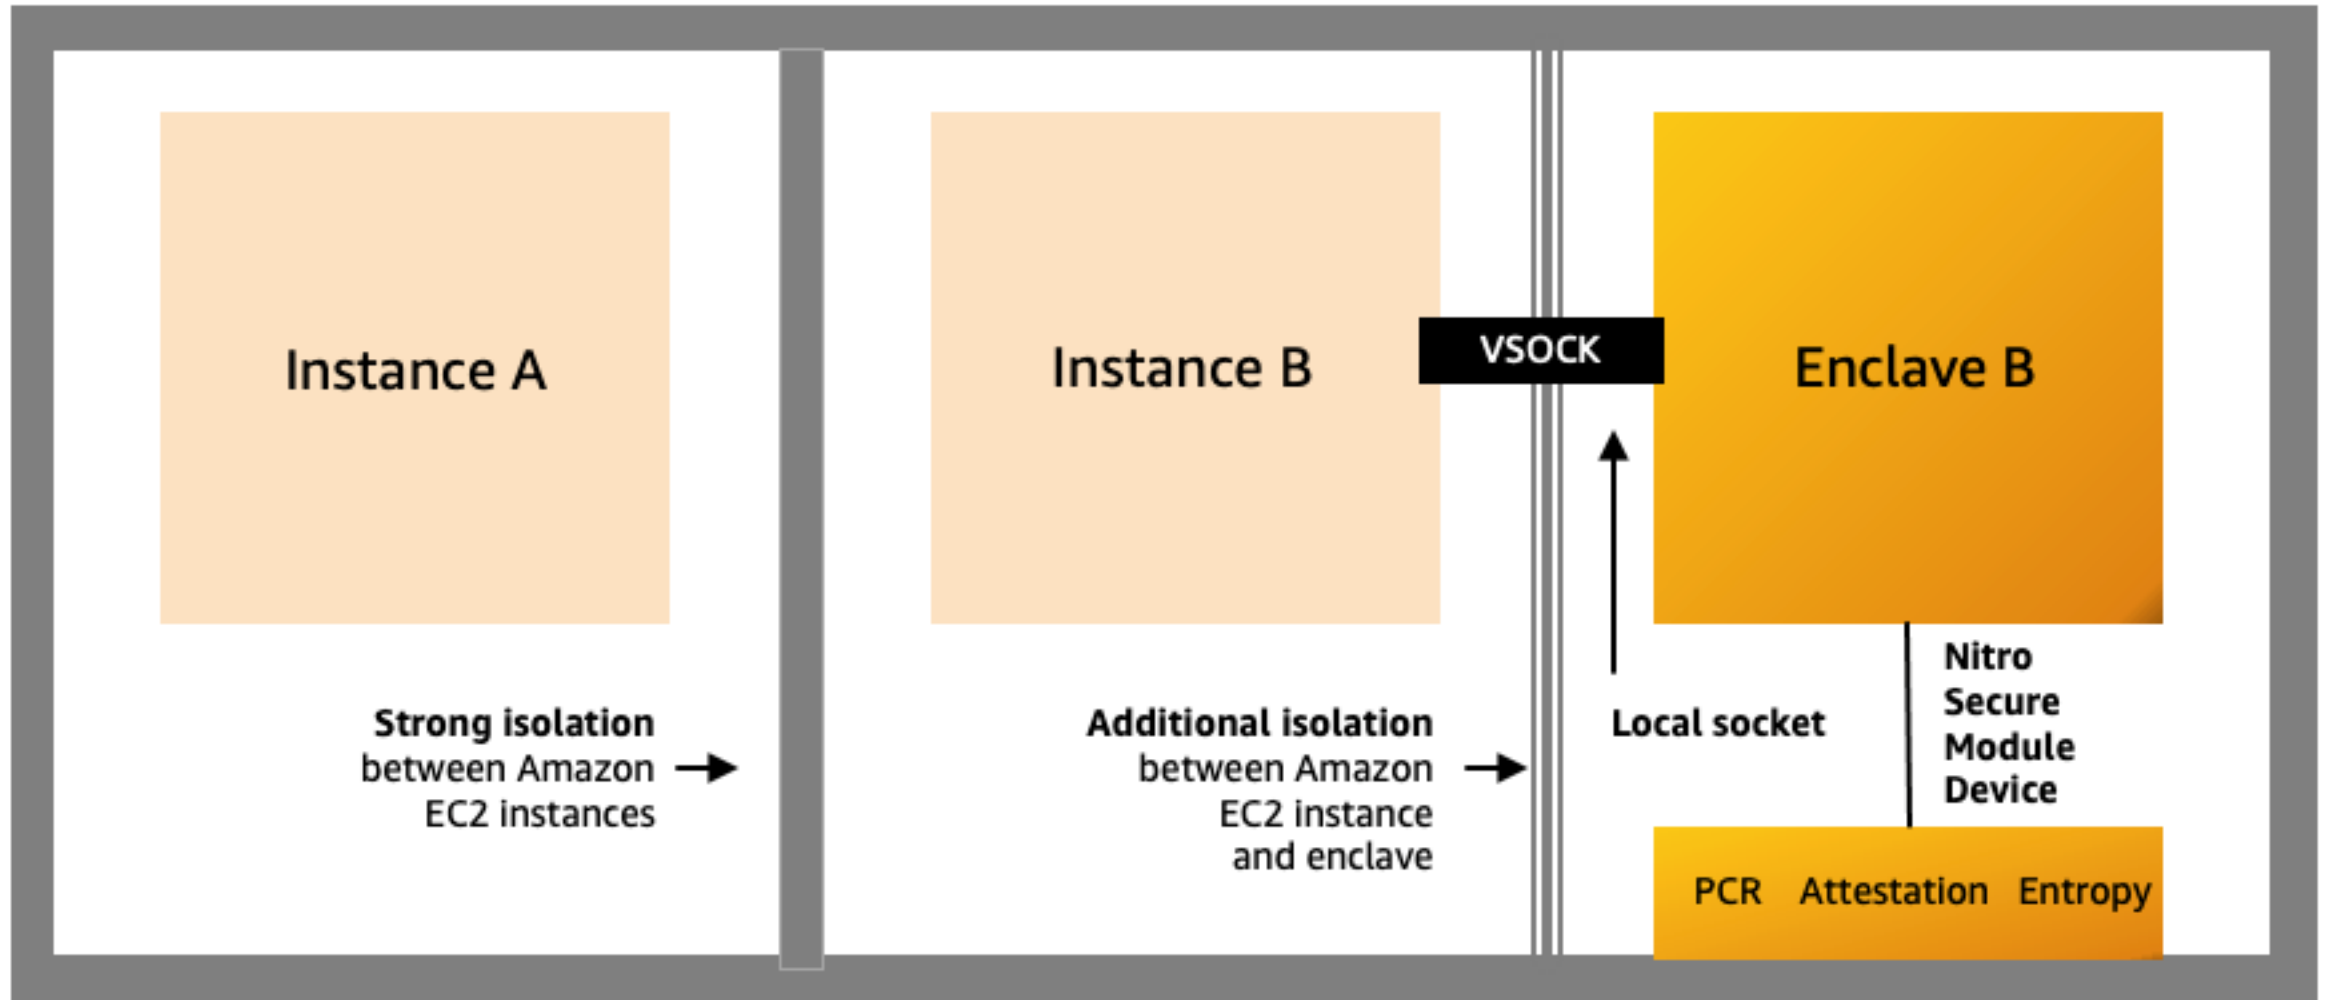 Instance A
Instance B
VSOCK
Enclave B
Strong isolation
between Amazon
EC2 instances
Additional isolation
between Amazon
EC2 instance
and enclave
Local socket
Nitro
Secure
Module
Device
PCR Attestation Entropy